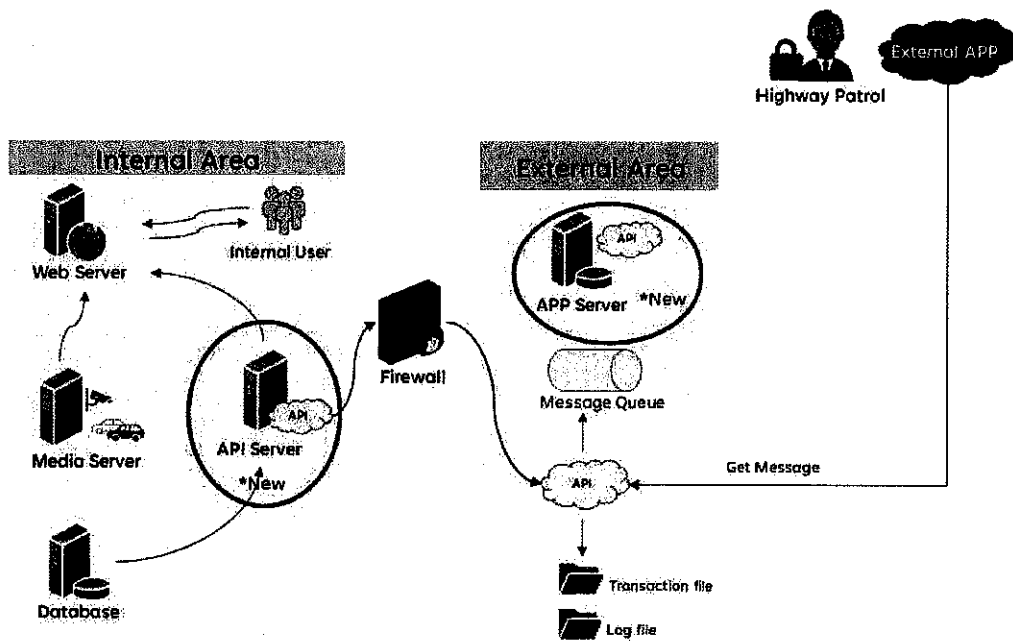 External APP
Highway Patrol
Internal Area
External Area
Internal User
Web Server
API
APP Server *New
Firewall
Message Queue
Media Server
API
API Server
*New
Get Message
API
Database
Transaction file
Log file